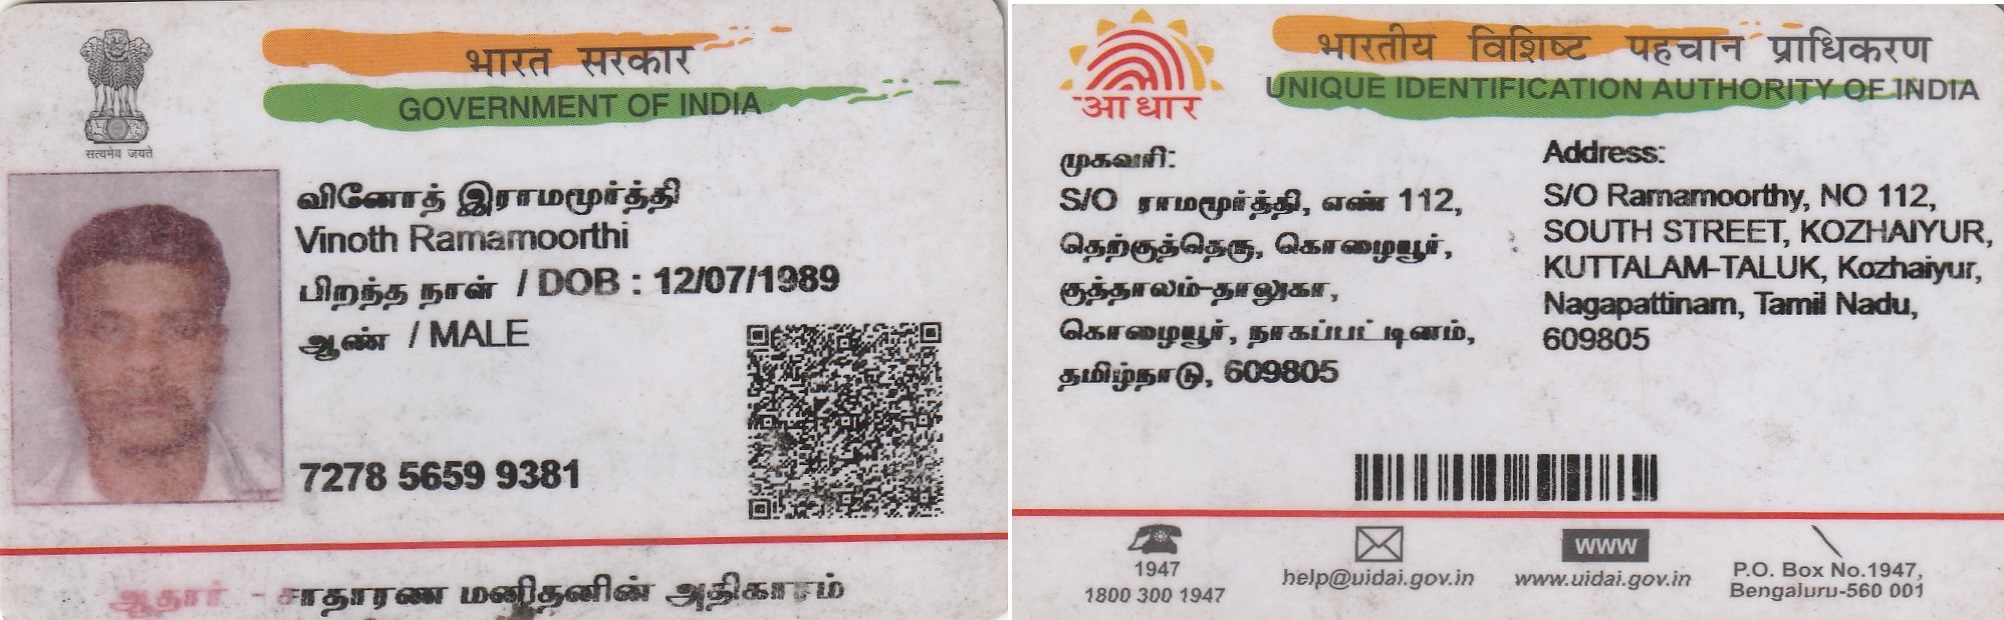 भारत सरकार
GOVERNMENT OF INDIA
सत्यमेव जयते
வினோத் இராமமூர்த்தி
Vinoth Ramamoorthi
பிறந்த நாள் / DOB : 12/07/1989
ஆண் / MALE
7278 5659 9381
ஆதார் - சாதாரண மனிதனின் அதிகாரம்
भारतीय विशिष्ट पहचान प्राधिकरण
UNIQUE IDENTIFICATION AUTHORITY OF INDIA
आधार
முகவரி:
S/O ராமமூர்த்தி, எண் 112,
தெற்குத்தெரு, கொழையூர்,
குத்தாலம்-தாலுகா,
கொழையூர், நாகப்பட்டினம்,
தமிழ்நாடு, 609805
Address:
S/O Ramamoorthy, NO 112,
SOUTH STREET, KOZHAIYUR,
KUTTALAM-TALUK, Kozhaiyur,
Nagapattinam, Tamil Nadu,
609805
1947
1800 300 1947
help@uidai.gov.in
www
www.uidai.gov.in
P.O. Box No.1947,
Bengaluru-560 001